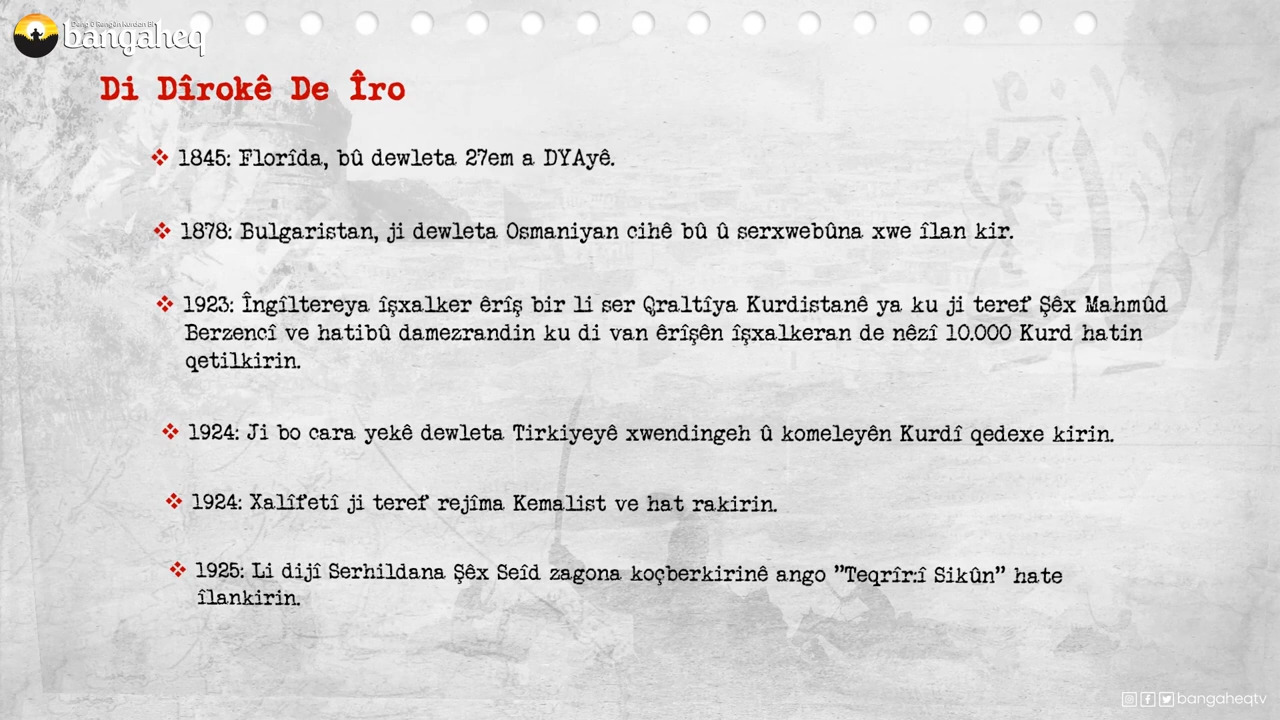 Deng û Rengên Kurdan Bi
bangaheq
Di Dîrokê De Îro
❖ 1845: Florîda, bû dewleta 27em a DYAyê.
❖ 1878: Bulgaristan, ji dewleta Osmaniyan cihê bû û serxwebûna xwe îlan kir.
❖ 1923: Îngîltereya îşxalker êrîş bir li ser Qraltîya Kurdistanê ya ku ji teref Şêx Mahmûd
Berzencî ve hatibû damezrandin ku di van êrîşên îşxalkeran de nêzî 10.000 Kurd hatin
qetilkirin.
❖ 1924: Ji bo cara yekê dewleta Tirkiyeyê xwendingeh û komeleyên Kurdî qedexe kirin.
❖ 1924: Xalîfetî ji teref rejîma Kemalist ve hat rakirin.
❖ 1925: Li dijî Serhildana Şêx Seîd zagona koçberkirinê ango "Teqrîr:î Sikûn" hate
îlankirin.
bangaheqtv